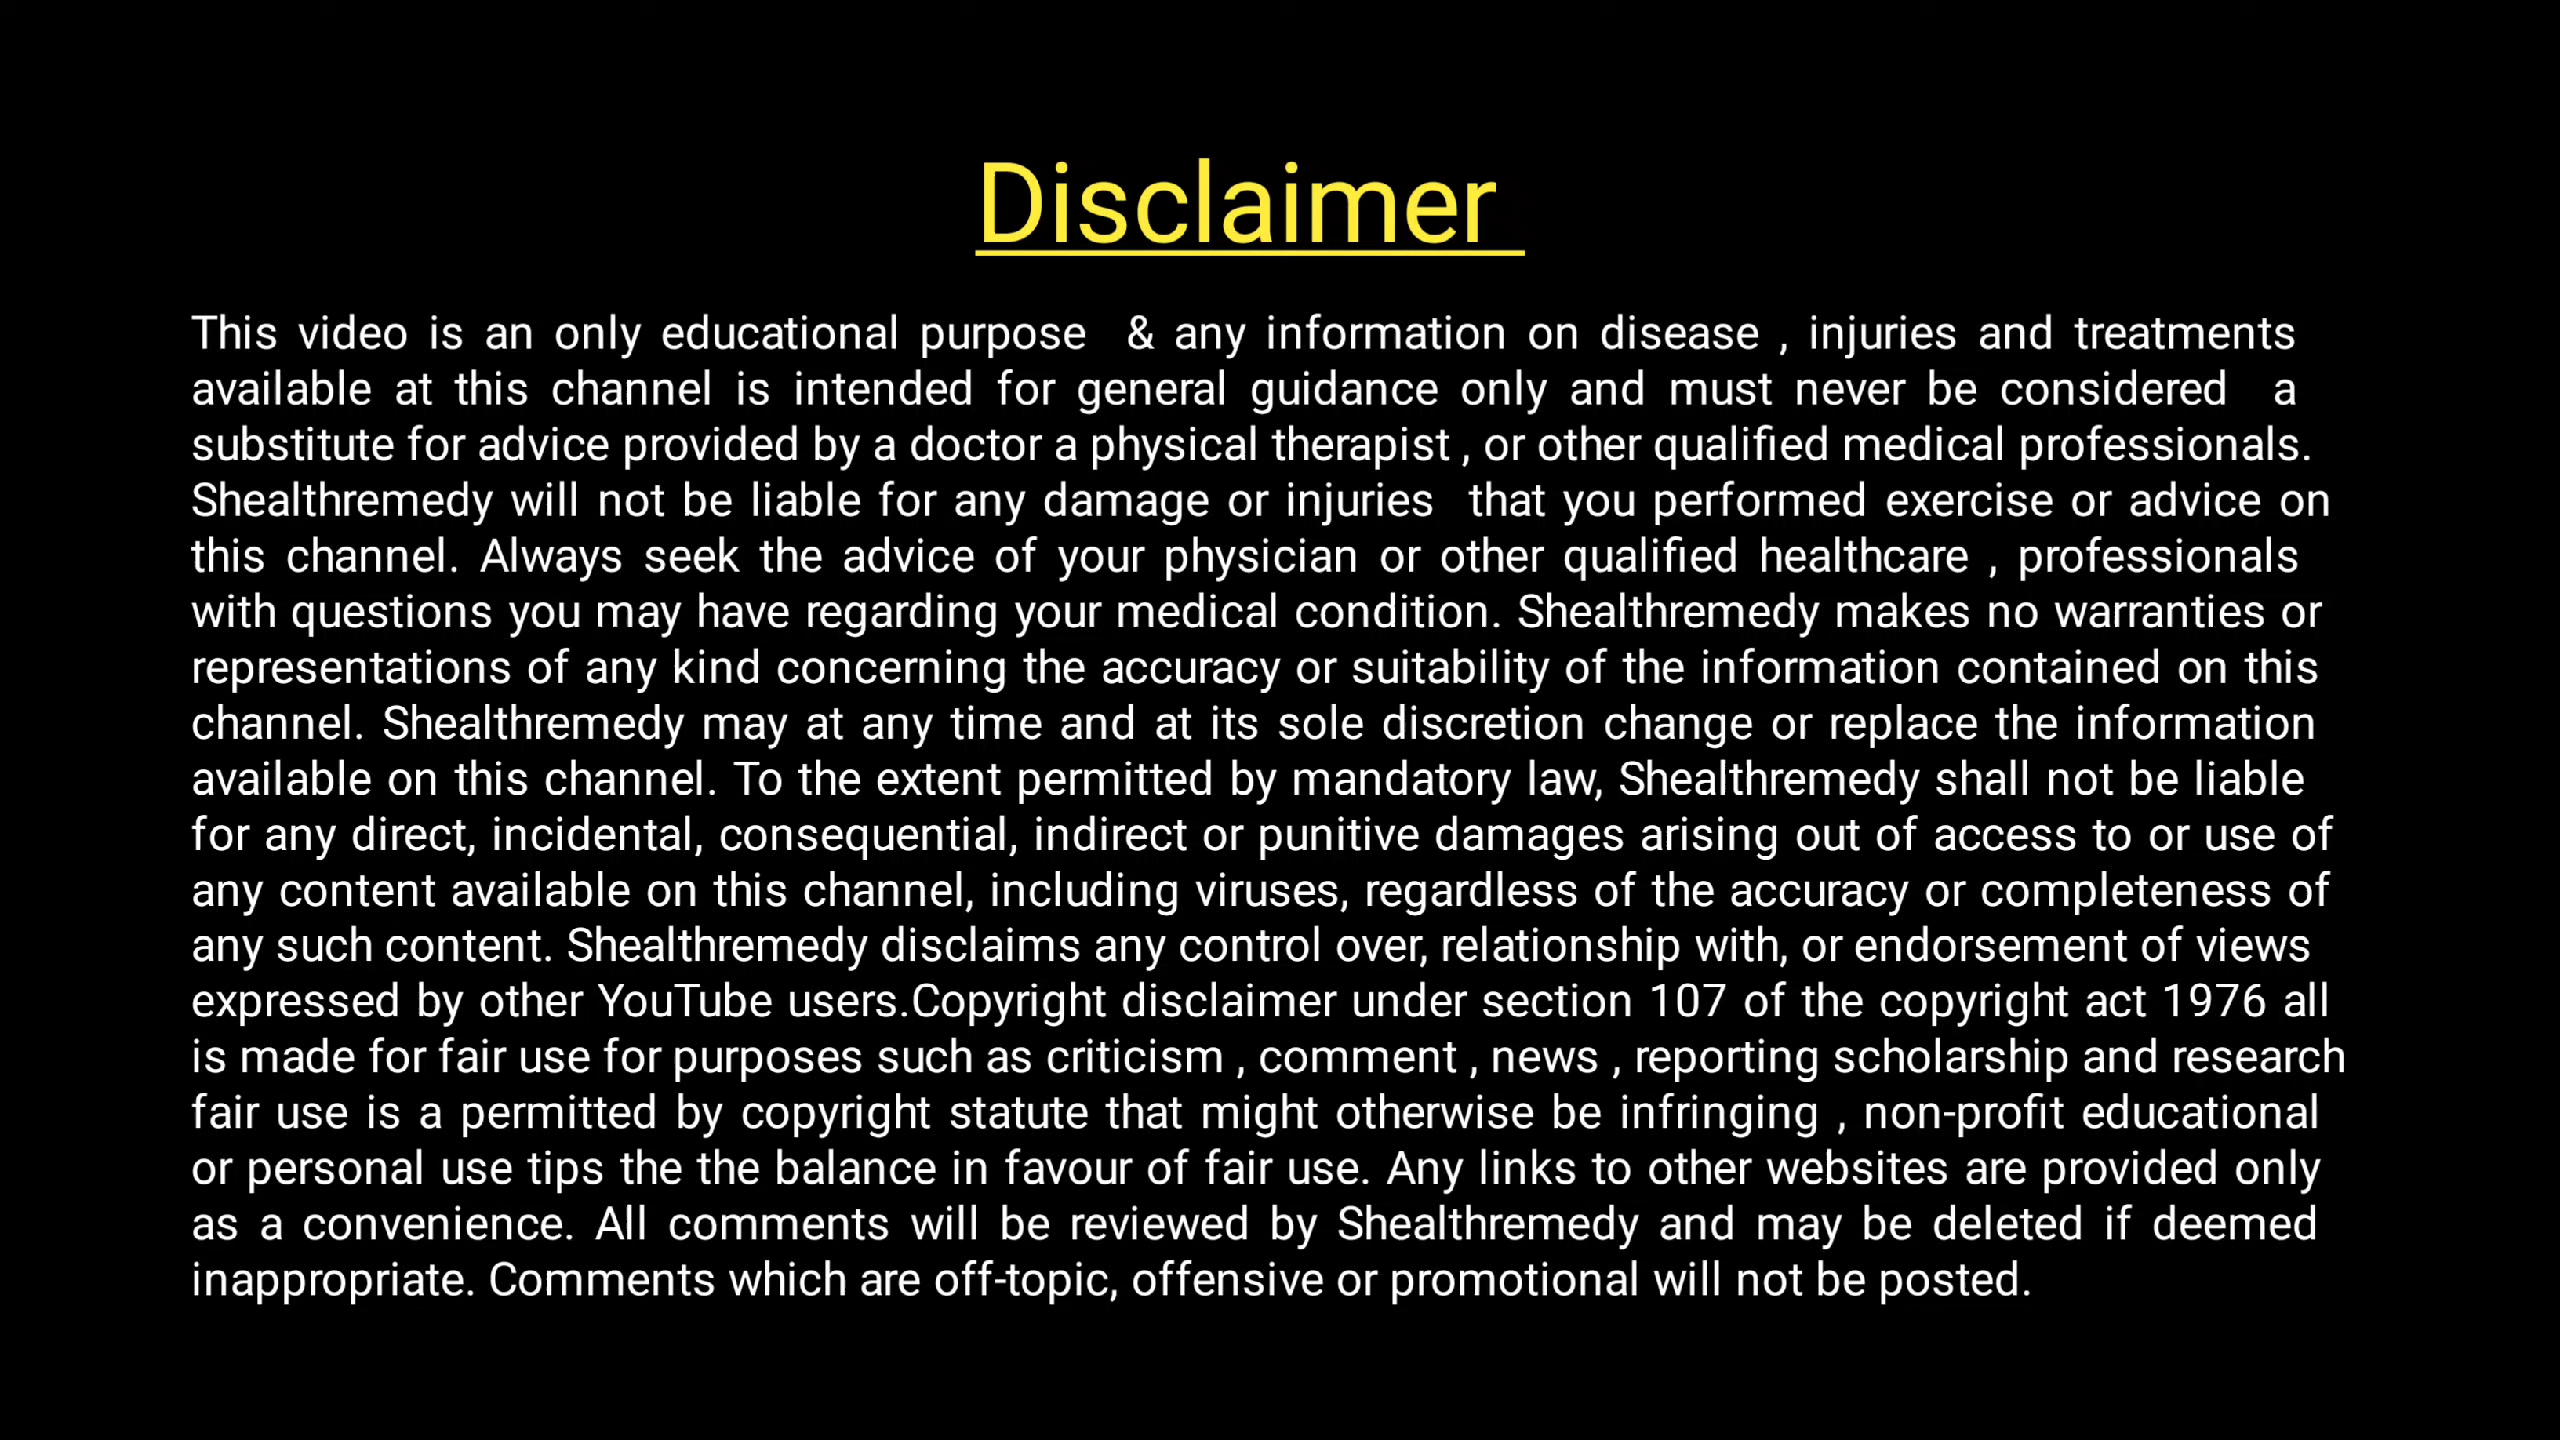 Disclaimer
This video is an only educational purpose & any information on disease , injuries and treatments
available at this channel is intended for general guidance only and must never be considered a
substitute for advice provided by a doctor a physical therapist , or other qualified medical professionals.
Shealthremedy will not be liable for any damage or injuries that you performed exercise or advice on
this channel. Always seek the advice of your physician or other qualified healthcare , professionals
with questions you may have regarding your medical condition. Shealthremedy makes no warranties or
representations of any kind concerning the accuracy or suitability of the information contained on this
channel. Shealthremedy may at any time and at its sole discretion change or replace the information
available on this channel. To the extent permitted by mandatory law, Shealthremedy shall not be liable
for any direct, incidental, consequential, indirect or punitive damages arising out of access to or use of
any content available on this channel, including viruses, regardless of the accuracy or completeness of
any such content. Shealthremedy disclaims any control over, relationship with, or endorsement of views
expressed by other YouTube users.Copyright disclaimer under section 107 of the copyright act 1976 all
is made for fair use for purposes such as criticism , comment , news , reporting scholarship and research
fair use is a permitted by copyright statute that might otherwise be infringing , non-profit educational
or personal use tips the the balance in favour of fair use. Any links to other websites are provided only
as a convenience. All comments will be reviewed by Shealthremedy and may be deleted if deemed
inappropriate. Comments which are off-topic, offensive or promotional will not be posted.